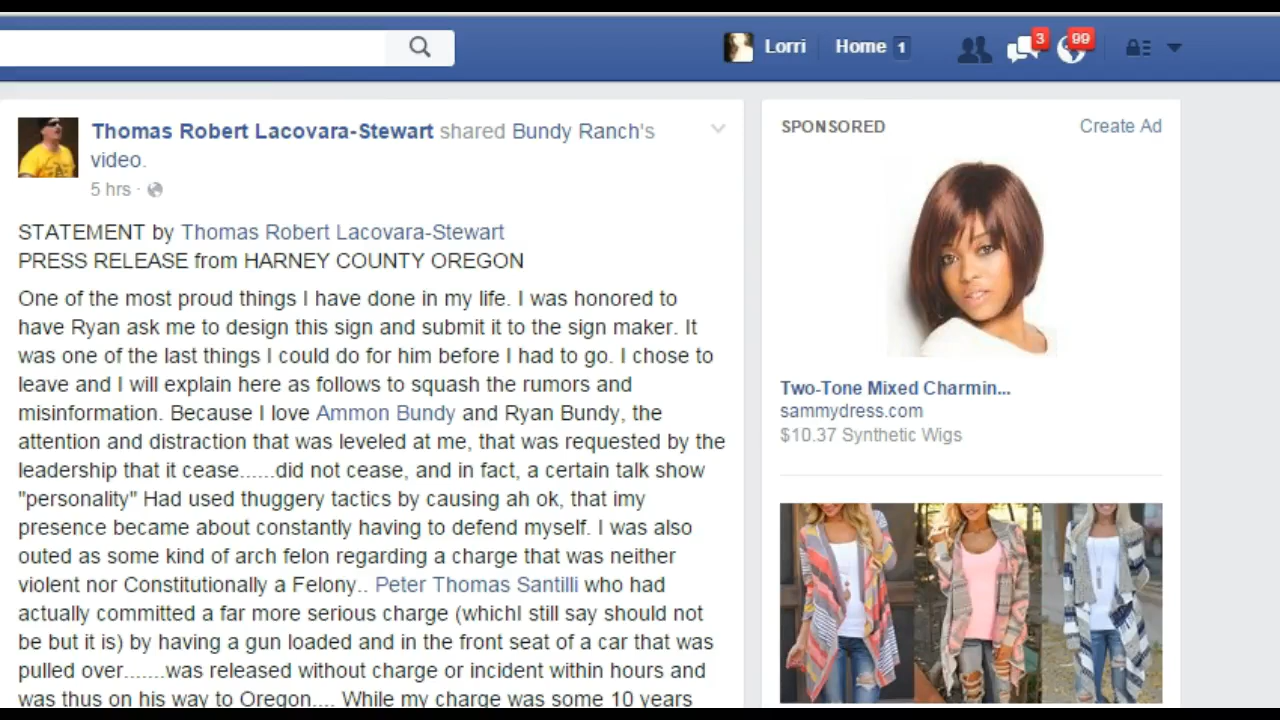 Lorri
Home 1
3
99
Thomas Robert Lacovara-Stewart shared Bundy Ranch's
video.
5 hrs ·
STATEMENT by Thomas Robert Lacovara-Stewart
PRESS RELEASE from HARNEY COUNTY OREGON
One of the most proud things I have done in my life. I was honored to
have Ryan ask me to design this sign and submit it to the sign maker. It
was one of the last things I could do for him before I had to go. I chose to
leave and I will explain here as follows to squash the rumors and
misinformation. Because I love Ammon Bundy and Ryan Bundy, the
attention and distraction that was leveled at me, that was requested by the
leadership that it cease......did not cease, and in fact, a certain talk show
"personality" Had used thuggery tactics by causing ah ok, that imy
presence became about constantly having to defend myself. I was also
outed as some kind of arch felon regarding a charge that was neither
violent nor Constitutionally a Felony.. Peter Thomas Santilli who had
actually committed a far more serious charge (whichI still say should not
be but it is) by having a gun loaded and in the front seat of a car that was
pulled over.......was released without charge or incident within hours and
was thus on his way to Oregon.... While my charge was some 10 years
SPONSORED
Create Ad
Two-Tone Mixed Charmin...
sammydress.com
$10.37 Synthetic Wigs